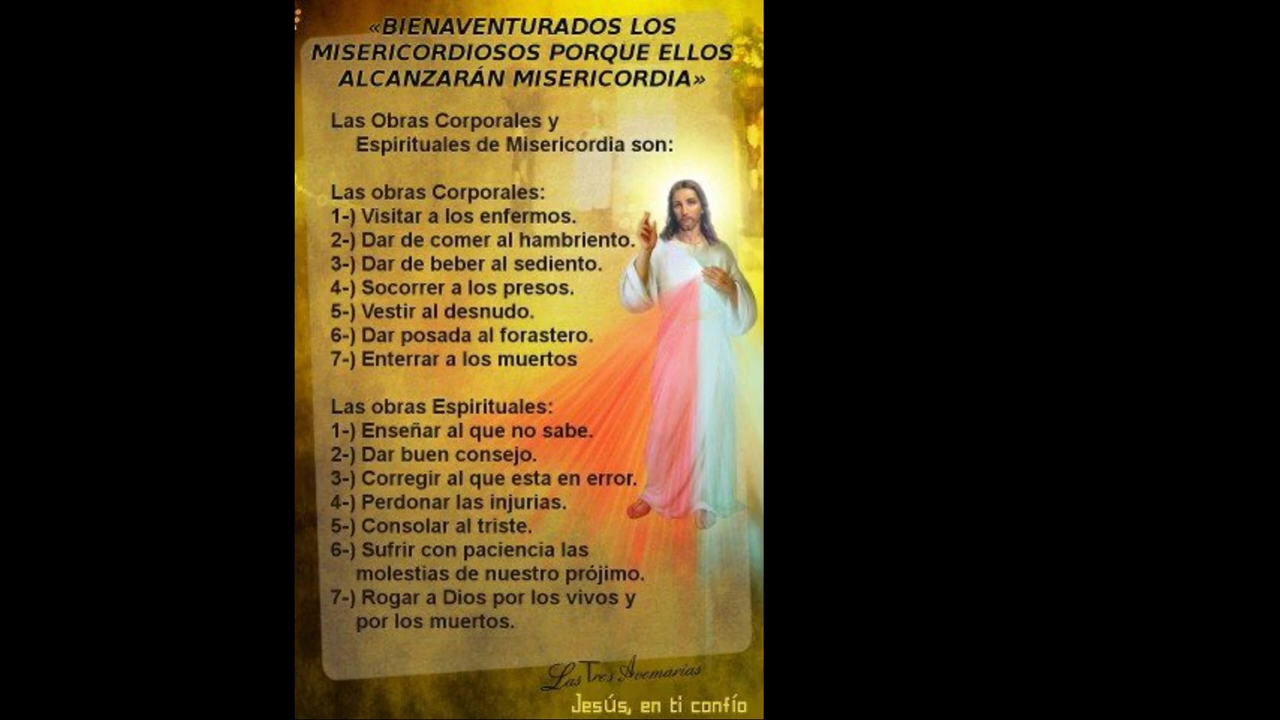 «BIENAVENTURADOS LOS
MISERICORDIOSOS PORQUE ELLOS
ALCANZARÁN MISERICORDIA»
Las Obras Corporales y
Espirituales de Misericordia son:
Las obras Corporales:
1-) Visitar a los enfermos.
2-) Dar de comer al hambriento.
3-) Dar de beber al sediento.
4-) Socorrer a los presos.
5-) Vestir al desnudo.
6-) Dar posada al forastero.
7-) Enterrar a los muertos
Las obras Espirituales:
1-) Enseñar al que no sabe.
2-) Dar buen consejo.
3-) Corregir al que esta en error.
4-) Perdonar las injurias.
5-) Consolar al triste.
6-) Sufrir con paciencia las
molestias de nuestro prójimo.
7-) Rogar a Dios por los vivos y
por los muertos.
Las Tres Avemarías
Jesús, en ti confío